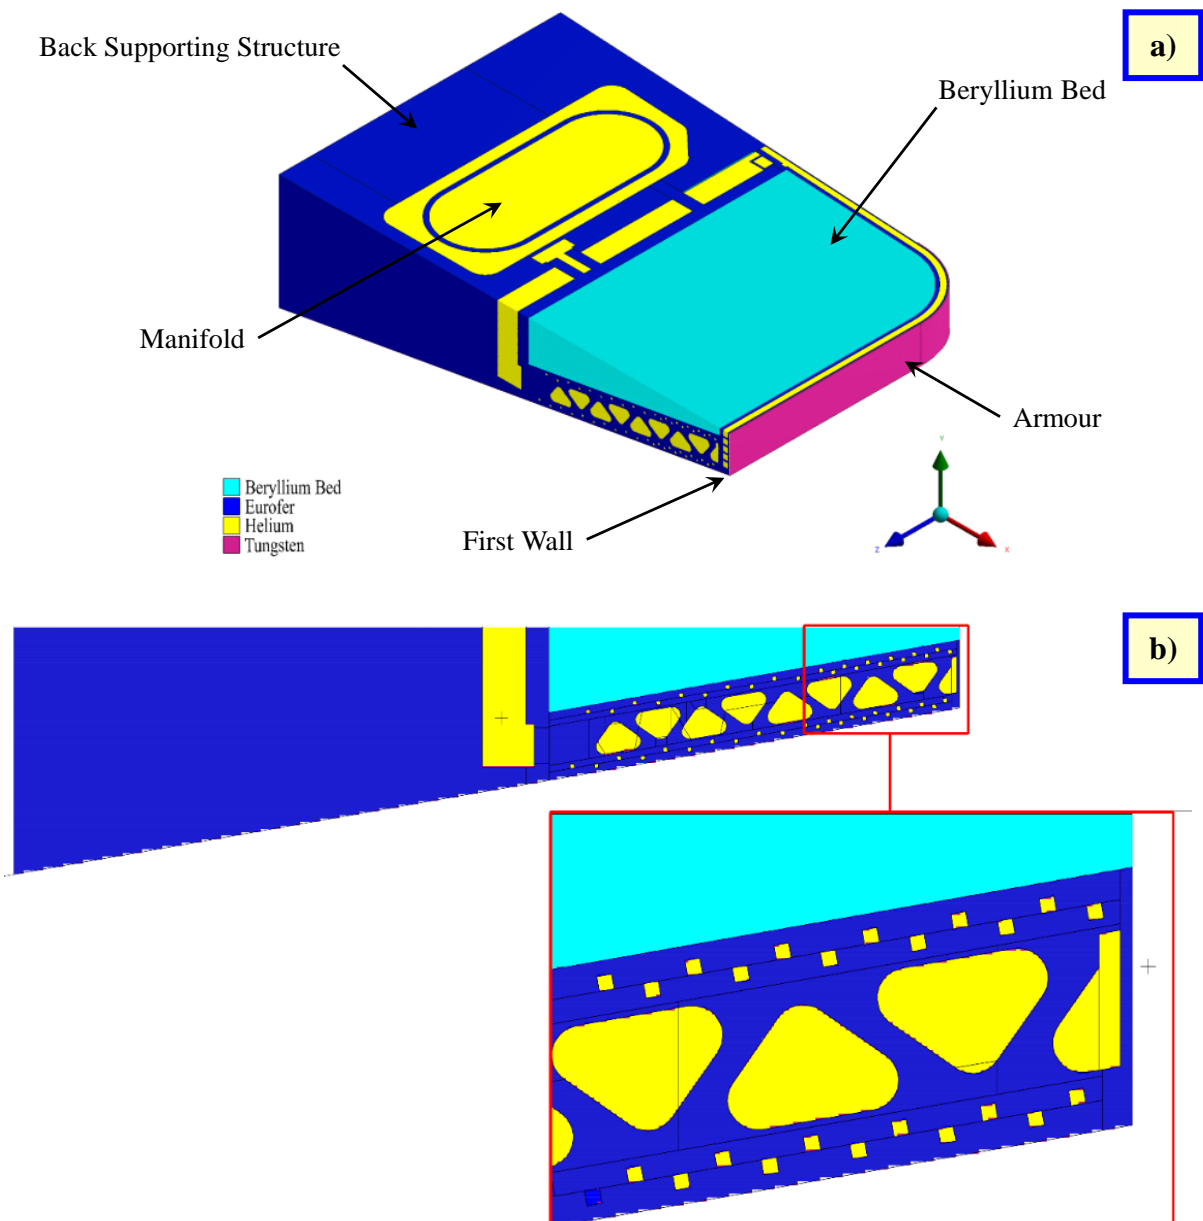 a)
Back Supporting Structure
Beryllium Bed
Manifold
Armour
Y
Beryllium Bed
Eurofer
Helium
Tungsten
First Wall
Z
X
b)